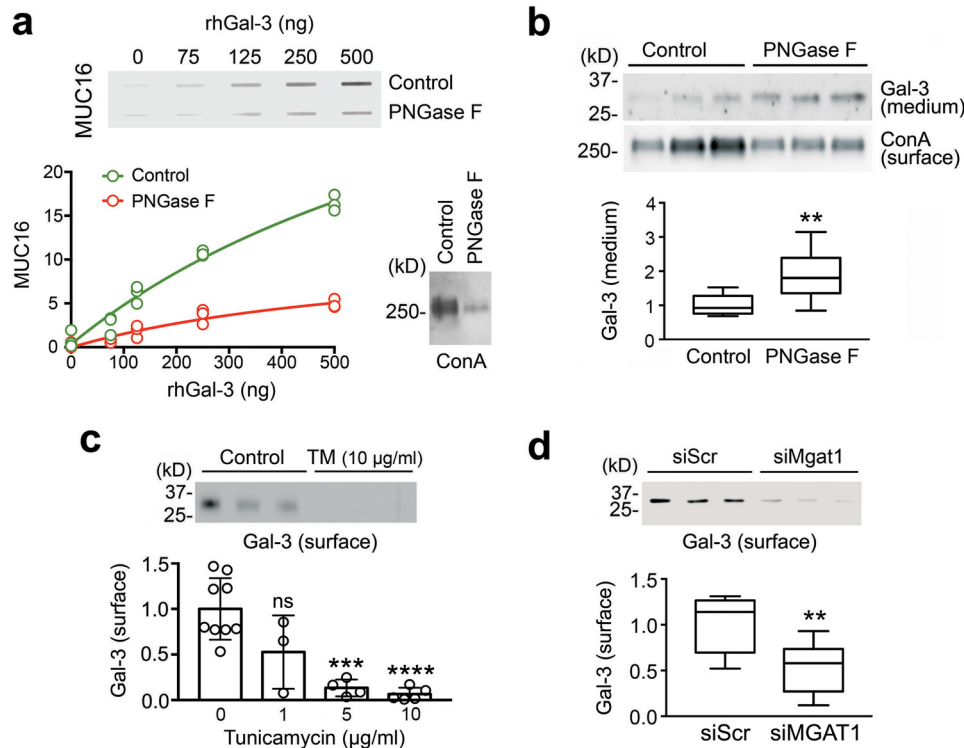 a
rhGal-3 (ng)
0 75 125 250 500
MUC16
Control
PNGase F
20
15
10
5
0
MUC16
Control
PNGase F
0 100 200 300 400 500
rhGal-3 (ng)
Control
PNGase F
(kD)
250-
ConA
b
(kD) Control PNGase F
37-
25-
Gal-3
(medium)
250-
ConA
(surface)
4
3
2
1
0
Gal-3 (medium)
**
Control PNGase F
c
(kD) Control TM (10 µg/ml)
37-
25-
Gal-3 (surface)
1.5
1.0
0.5
0.0
Gal-3 (surface)
ns
***
****
0 1 5 10
Tunicamycin (µg/ml)
d
(kD) siScr siMgat1
37-
25-
Gal-3 (surface)
1.5
1.0
0.5
0.0
Gal-3 (surface)
**
siScr siMGAT1